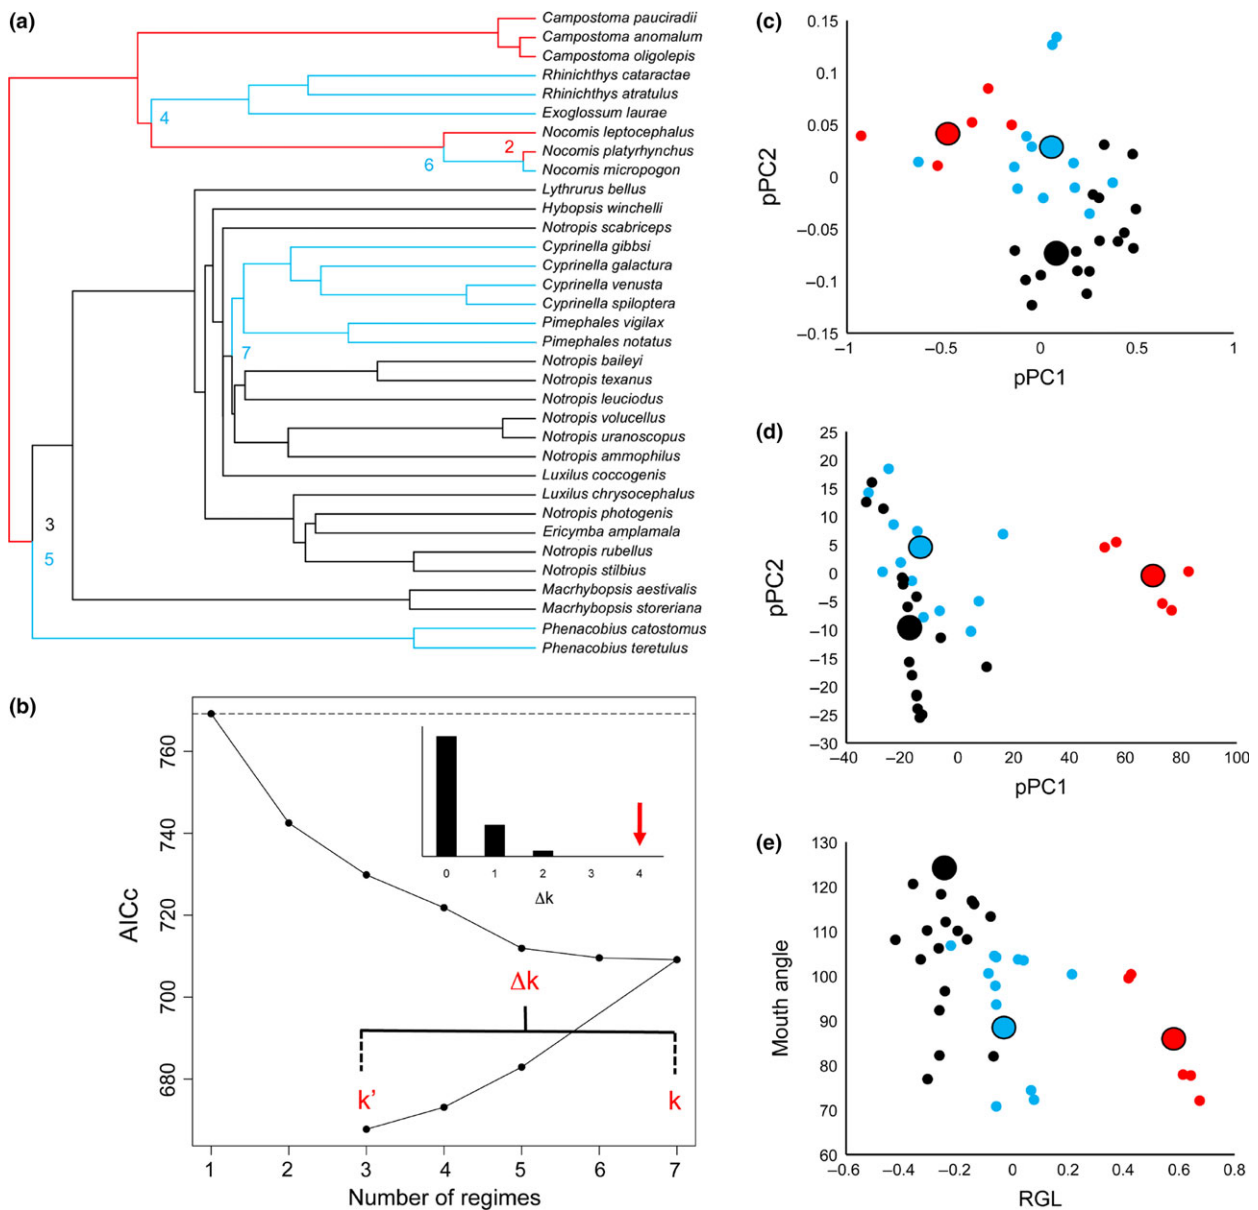 (a)
Campostoma pauciradii
Campostoma anomalum
Campostoma oligolepis
Rhinichthys cataractae
Rhinichthys atratulus
4
Exoglossum laurae
Nocomis leptocephalus
2
Nocomis platyrhynchus
6
Nocomis micropogon
Lythrurus bellus
Hybopsis winchelli
Notropis scabriceps
Cyprinella gibbsi
Cyprinella galactura
Cyprinella venusta
Cyprinella spiloptera
Pimephales vigilax
7
Pimephales notatus
Notropis baileyi
Notropis texanus
Notropis leuciodus
Notropis volucellus
Notropis uranoscopus
Notropis ammophilus
Luxilus coccogenis
Luxilus chrysocephalus
Notropis photogenis
3
Ericymba amplamala
5
Notropis rubellus
Notropis stilbius
Macrhybopsis aestivalis
Macrhybopsis storeriana
Phenacobius catostomus
Phenacobius teretulus
(b)
760
740
720
700
680
AICc
1 2 3 4 5 6 7
Number of regimes
0 1 2 3 4
Δk
Δk
k'
k
(c)
0.15
0.1
0.05
0
–0.05
–0.1
–0.15
pPC2
–1 –0.5 0 0.5 1
pPC1
(d)
25
20
15
10
5
0
–5
–10
–15
–20
–25
–30
pPC2
–40 –20 0 20 40 60 80 100
pPC1
(e)
130
120
110
100
90
80
70
60
Mouth angle
–0.6 –0.4 –0.2 0 0.2 0.4 0.6 0.8
RGL